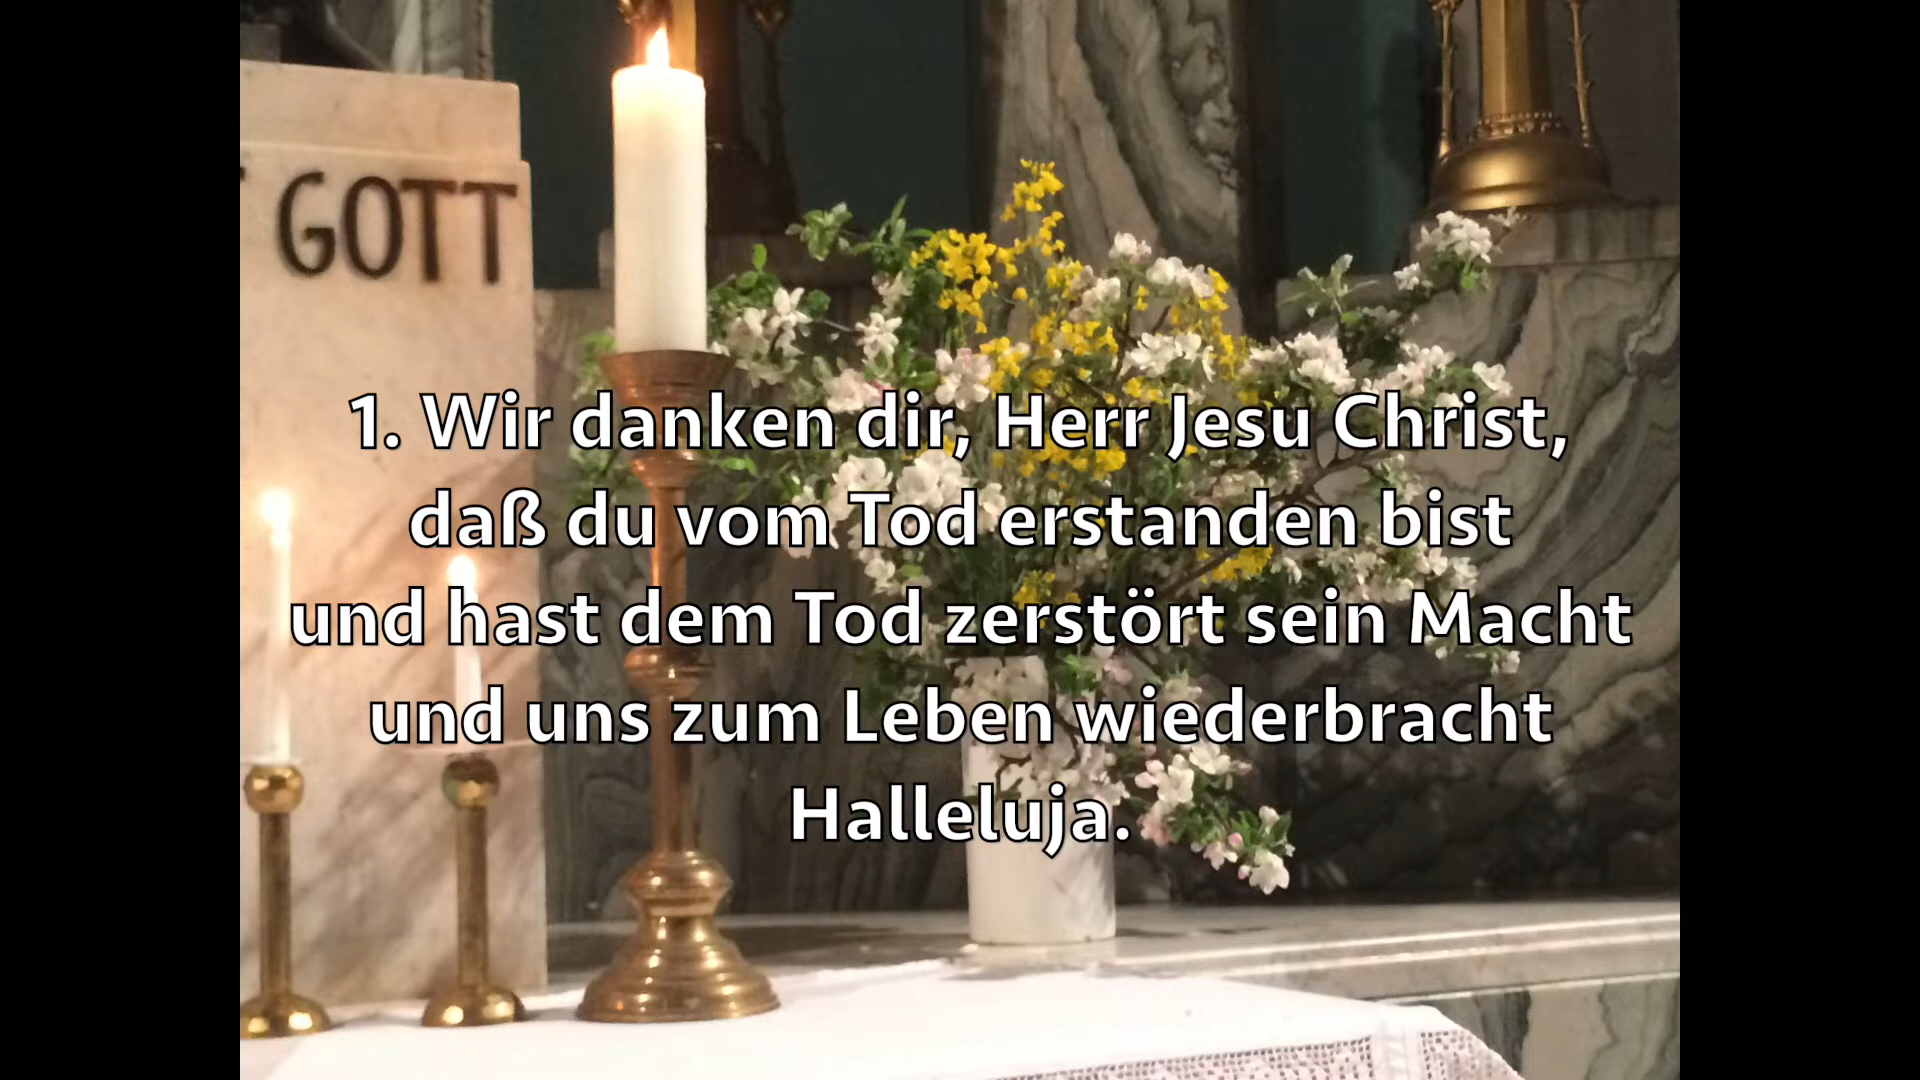 GOTT
1. Wir danken dir, Herr Jesu Christ,
daß du vom Tod erstanden bist
und hast dem Tod zerstört sein Macht
und uns zum Leben wiederbracht
Halleluja.